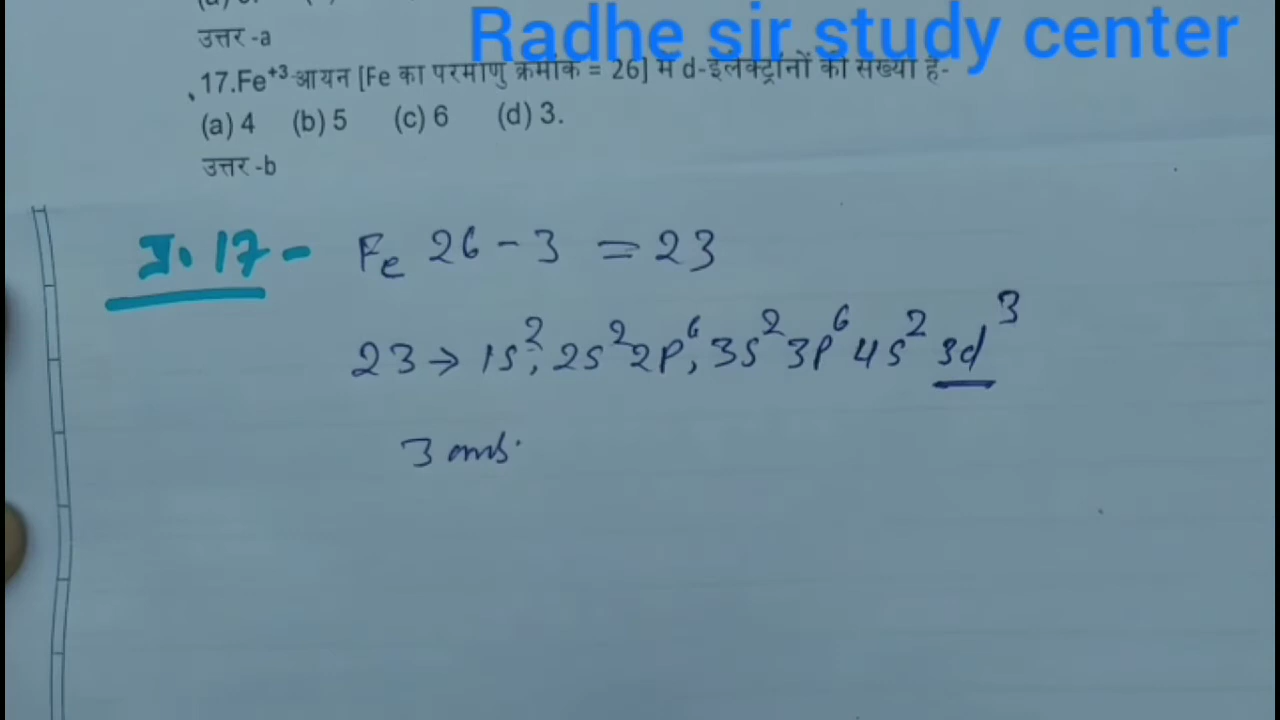 Radhe sir study center
उत्तर -a
17.Fe⁺³-आयन [Fe का परमाणु क्रमांक = 26] में d-इलेक्ट्रॉनों की संख्या है-
(a) 4 (b) 5 (c) 6 (d) 3.
उत्तर -b
17 - Fe 26 - 3 = 23
23 → 1s², 2s² 2p⁶, 3s² 3p⁶ 4s² 3d³
3 ans.